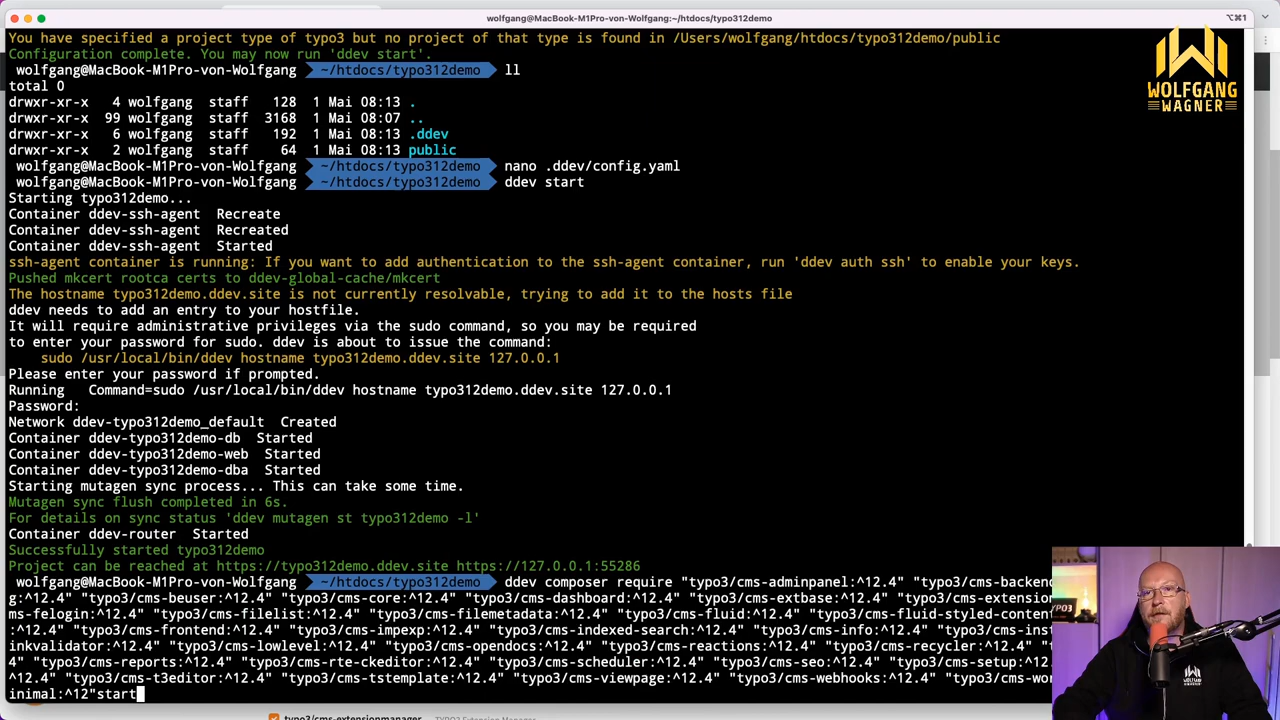 wolfgang@MacBook-M1Pro-von-Wolfgang:~/htdocs/typo312demo
⌥⌘1
You have specified a project type of typo3 but no project of that type is found in /Users/wolfgang/htdocs/typo312demo/public
Configuration complete. You may now run 'ddev start'.
wolfgang@MacBook-M1Pro-von-Wolfgang ~/htdocs/typo312demo ll
total 0
drwxr-xr-x 4 wolfgang staff 128 1 Mai 08:13 .
drwxr-xr-x 99 wolfgang staff 3168 1 Mai 08:07 ..
drwxr-xr-x 6 wolfgang staff 192 1 Mai 08:13 .ddev
drwxr-xr-x 2 wolfgang staff 64 1 Mai 08:13 public
wolfgang@MacBook-M1Pro-von-Wolfgang ~/htdocs/typo312demo nano .ddev/config.yaml
wolfgang@MacBook-M1Pro-von-Wolfgang ~/htdocs/typo312demo ddev start
Starting typo312demo...
Container ddev-ssh-agent Recreate
Container ddev-ssh-agent Recreated
Container ddev-ssh-agent Started
ssh-agent container is running: If you want to add authentication to the ssh-agent container, run 'ddev auth ssh' to enable your keys.
Pushed mkcert rootca certs to ddev-global-cache/mkcert
The hostname typo312demo.ddev.site is not currently resolvable, trying to add it to the hosts file
ddev needs to add an entry to your hostfile.
It will require administrative privileges via the sudo command, so you may be required
to enter your password for sudo. ddev is about to issue the command:
sudo /usr/local/bin/ddev hostname typo312demo.ddev.site 127.0.0.1
Please enter your password if prompted.
Running Command=sudo /usr/local/bin/ddev hostname typo312demo.ddev.site 127.0.0.1
Password:
Network ddev-typo312demo_default Created
Container ddev-typo312demo-db Started
Container ddev-typo312demo-web Started
Container ddev-typo312demo-dba Started
Starting mutagen sync process... This can take some time.
Mutagen sync flush completed in 6s.
For details on sync status 'ddev mutagen st typo312demo -l'
Container ddev-router Started
Successfully started typo312demo
Project can be reached at https://typo312demo.ddev.site https://127.0.0.1:55286
wolfgang@MacBook-M1Pro-von-Wolfgang ~/htdocs/typo312demo ddev composer require "typo3/cms-adminpanel:^12.4" "typo3/cms-backen
g:^12.4" "typo3/cms-beuser:^12.4" "typo3/cms-core:^12.4" "typo3/cms-dashboard:^12.4" "typo3/cms-extbase:^12.4" "typo3/cms-extension
ms-felogin:^12.4" "typo3/cms-filelist:^12.4" "typo3/cms-filemetadata:^12.4" "typo3/cms-fluid:^12.4" "typo3/cms-fluid-styled-conten
:^12.4" "typo3/cms-frontend:^12.4" "typo3/cms-impexp:^12.4" "typo3/cms-indexed-search:^12.4" "typo3/cms-info:^12.4" "typo3/cms-inst
inkvalidator:^12.4" "typo3/cms-lowlevel:^12.4" "typo3/cms-opendocs:^12.4" "typo3/cms-reactions:^12.4" "typo3/cms-recycler:^12.4" "t
4" "typo3/cms-reports:^12.4" "typo3/cms-rte-ckeditor:^12.4" "typo3/cms-scheduler:^12.4" "typo3/cms-seo:^12.4" "typo3/cms-setup:^12.
^12.4" "typo3/cms-t3editor:^12.4" "typo3/cms-tstemplate:^12.4" "typo3/cms-viewpage:^12.4" "typo3/cms-webhooks:^12.4" "typo3/cms-wor
inimal:^12"start
typo3/cms-extensionmanager
TYPO3 Extension Manager
WOLFGANG
WAGNER